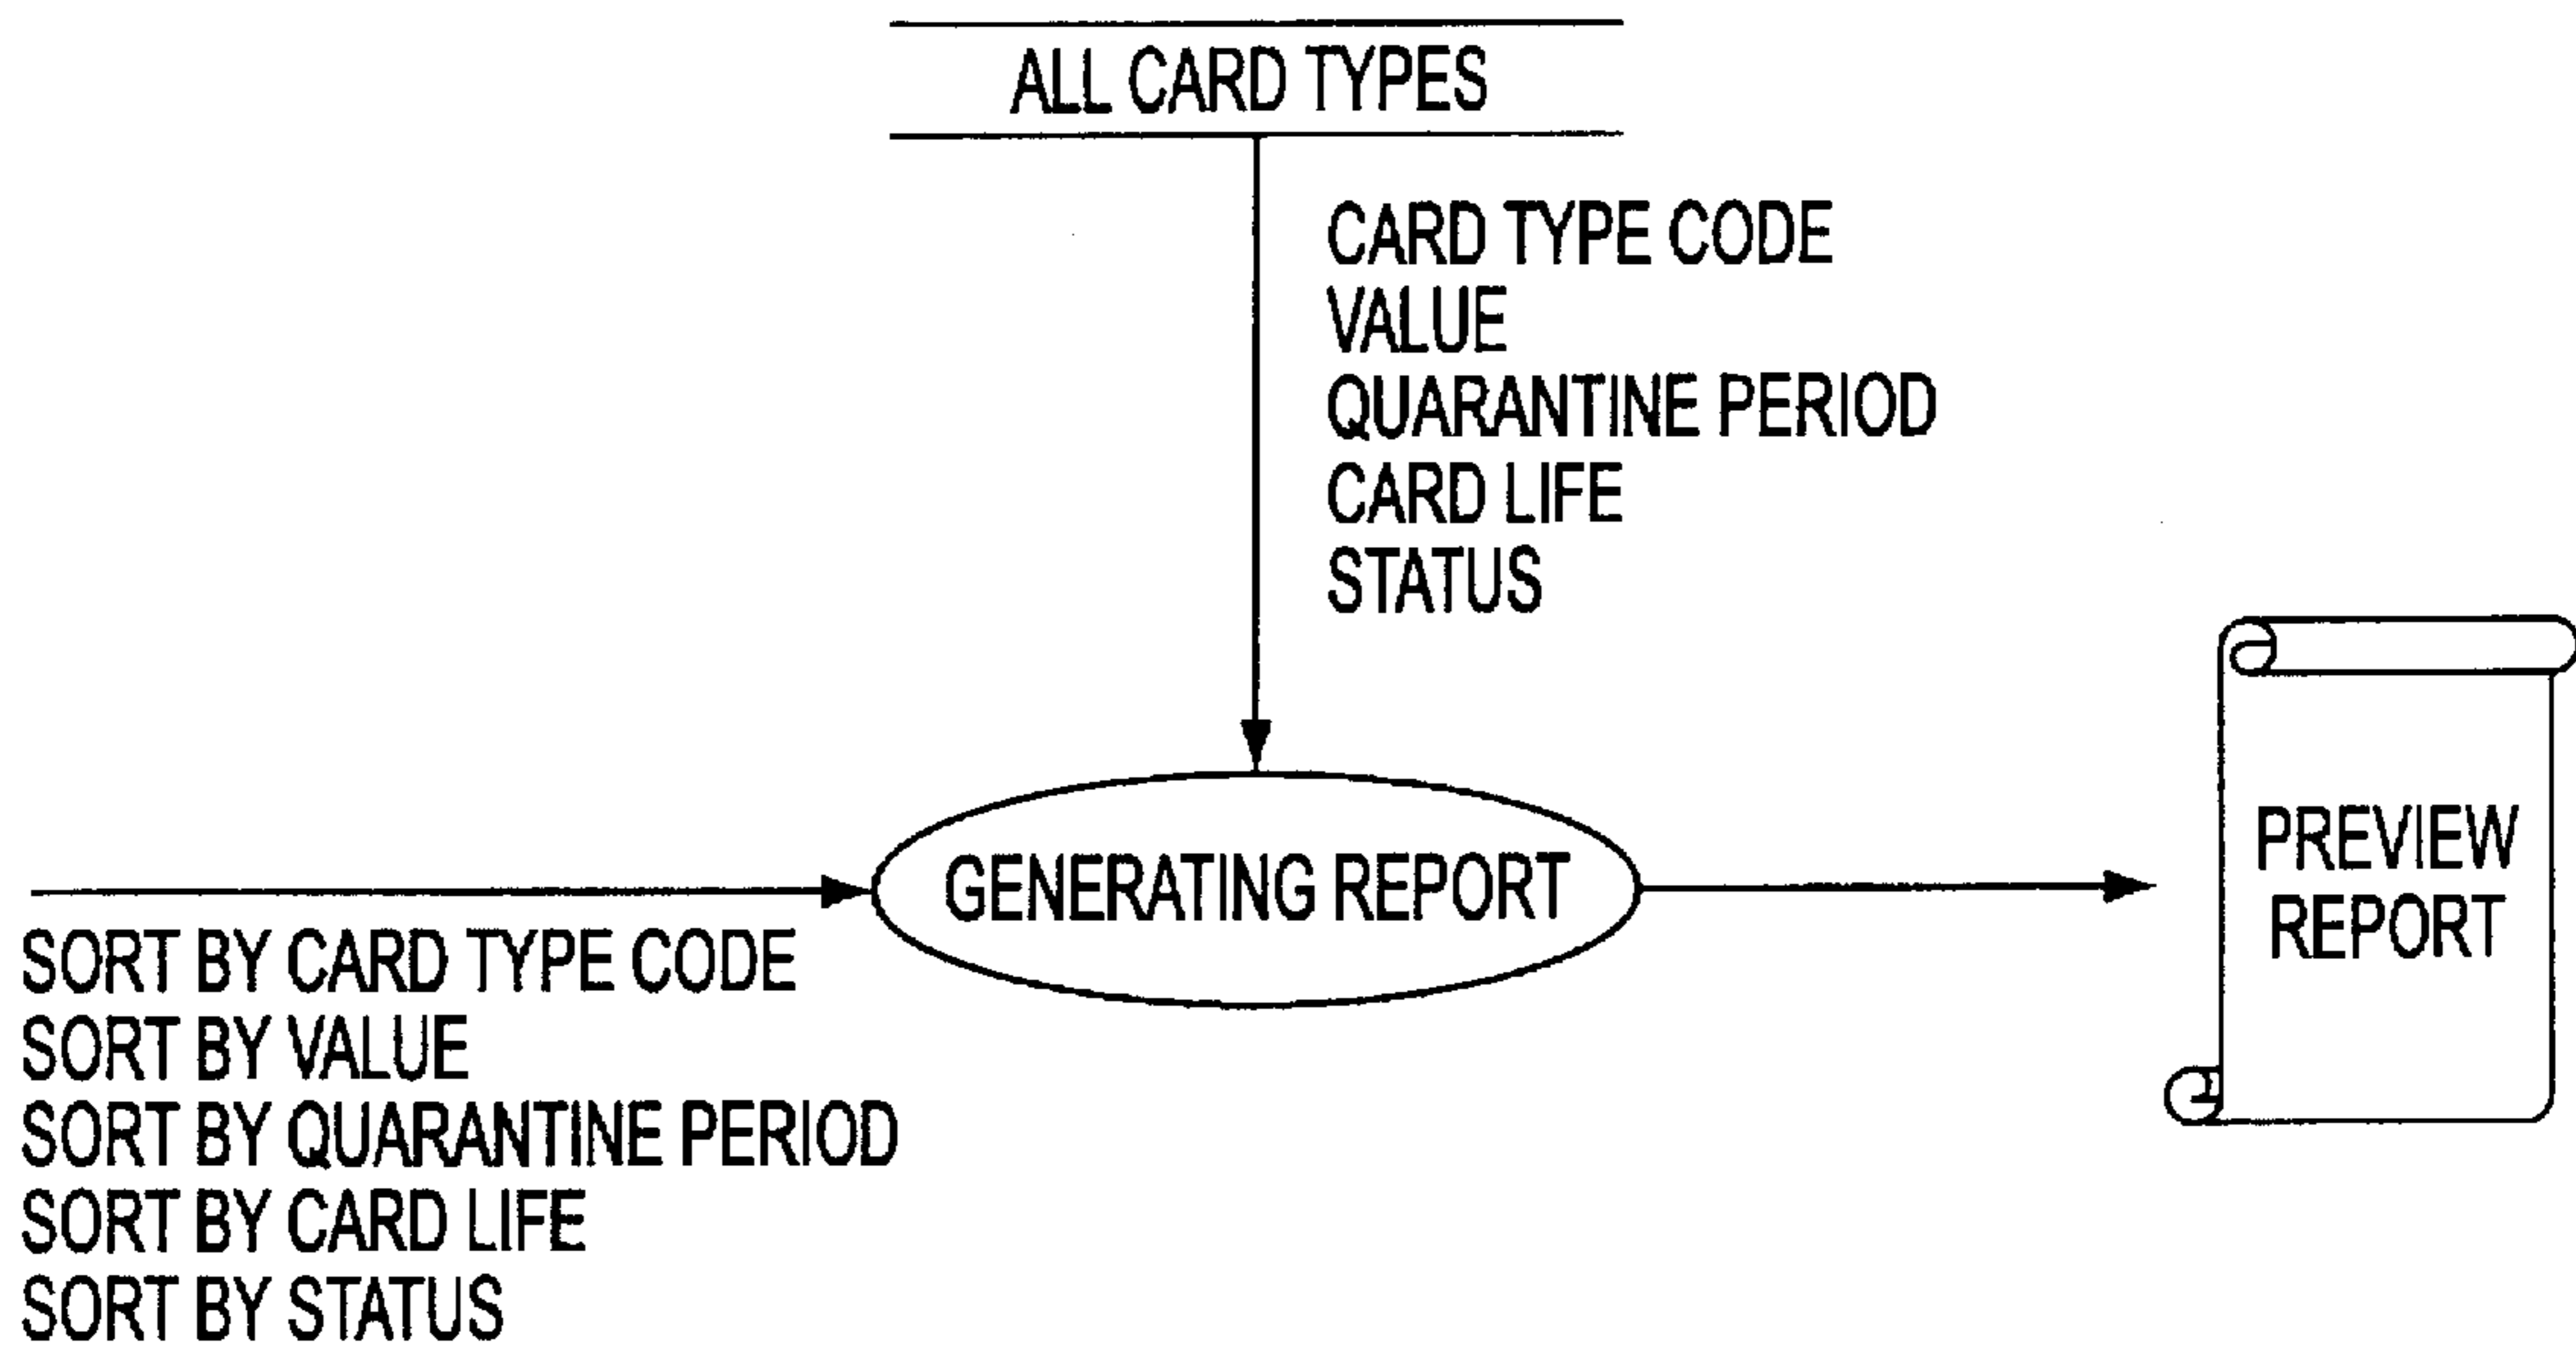 ALL CARD TYPES
CARD TYPE CODE
VALUE
QUARANTINE PERIOD
CARD LIFE
STATUS
GENERATING REPORT
PREVIEW
REPORT
SORT BY CARD TYPE CODE
SORT BY VALUE
SORT BY QUARANTINE PERIOD
SORT BY CARD LIFE
SORT BY STATUS